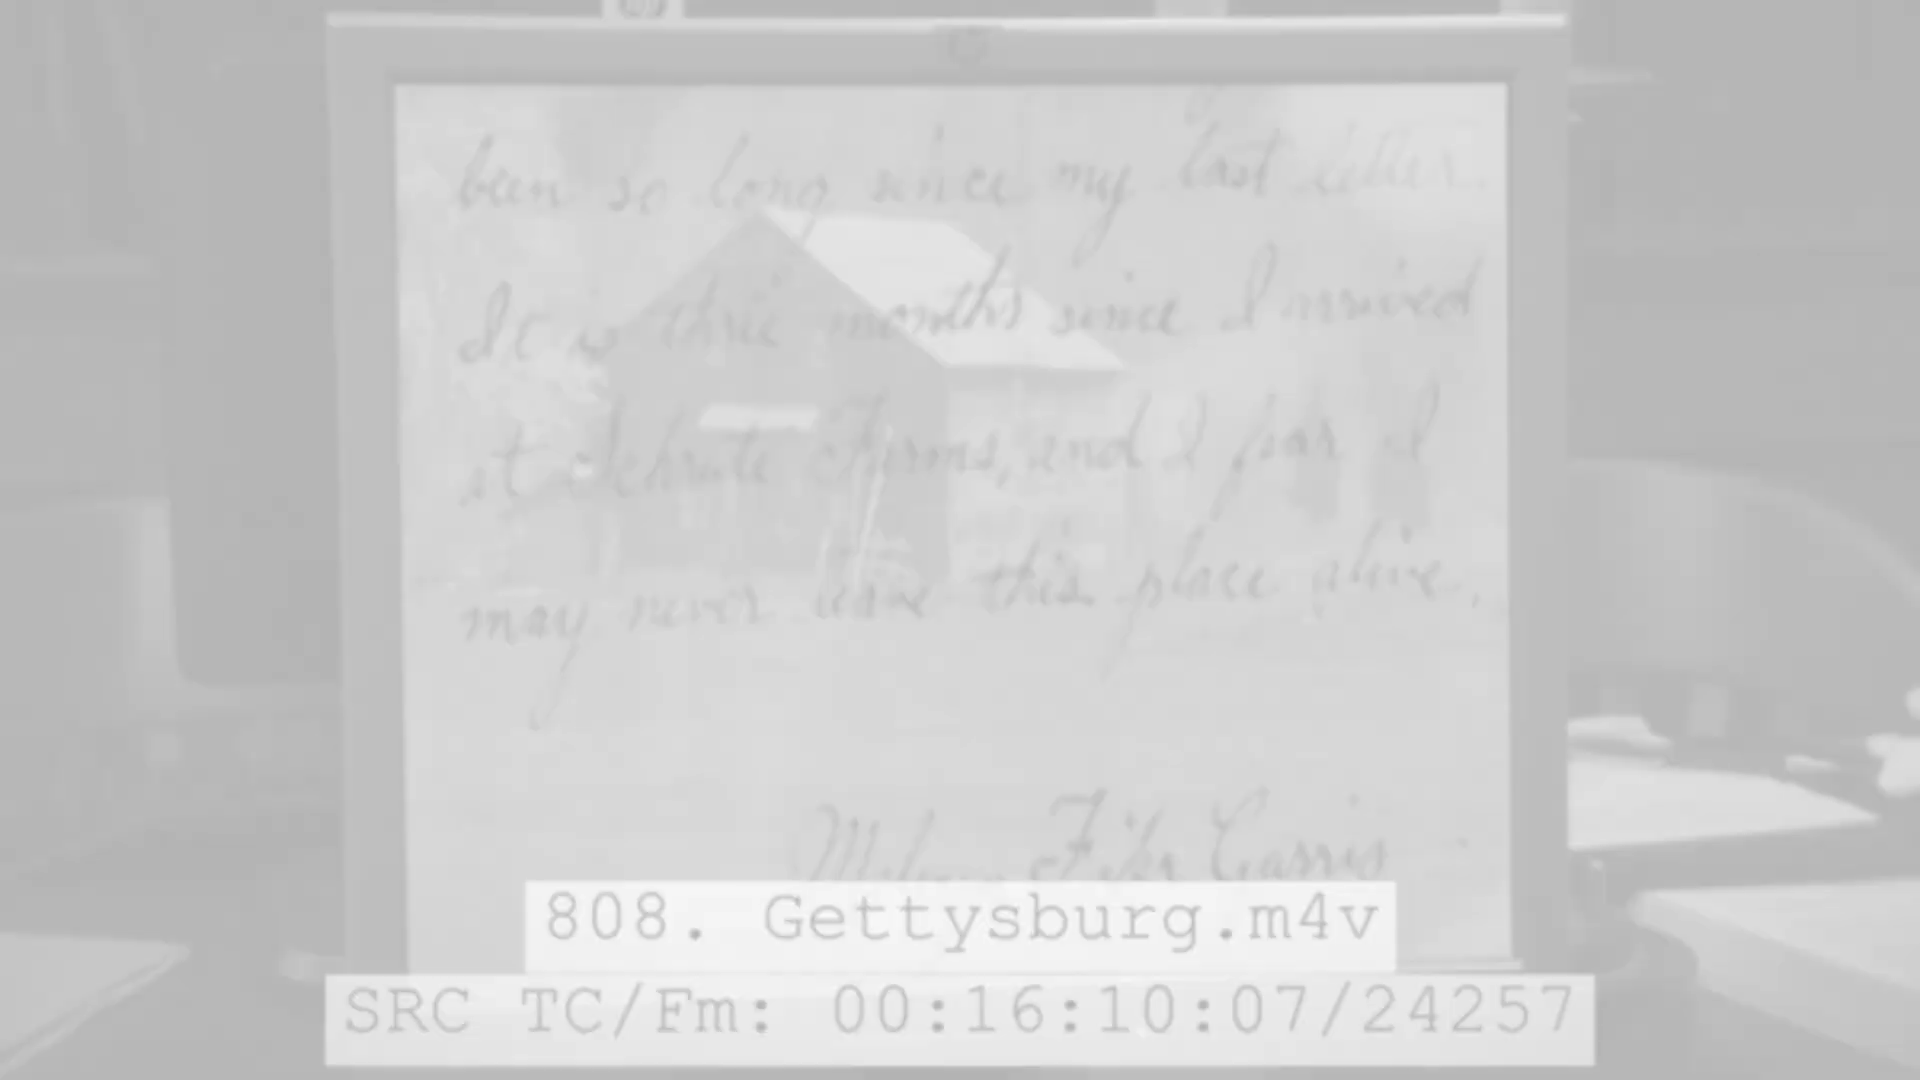 been so long since my last letter.
It is three months since I arrived
at Schrute Farms, and I fear I
may never leave this place alive.
Garris
808. Gettysburg.m4v
SRC TC/Fm: 00:16:10:07/24257